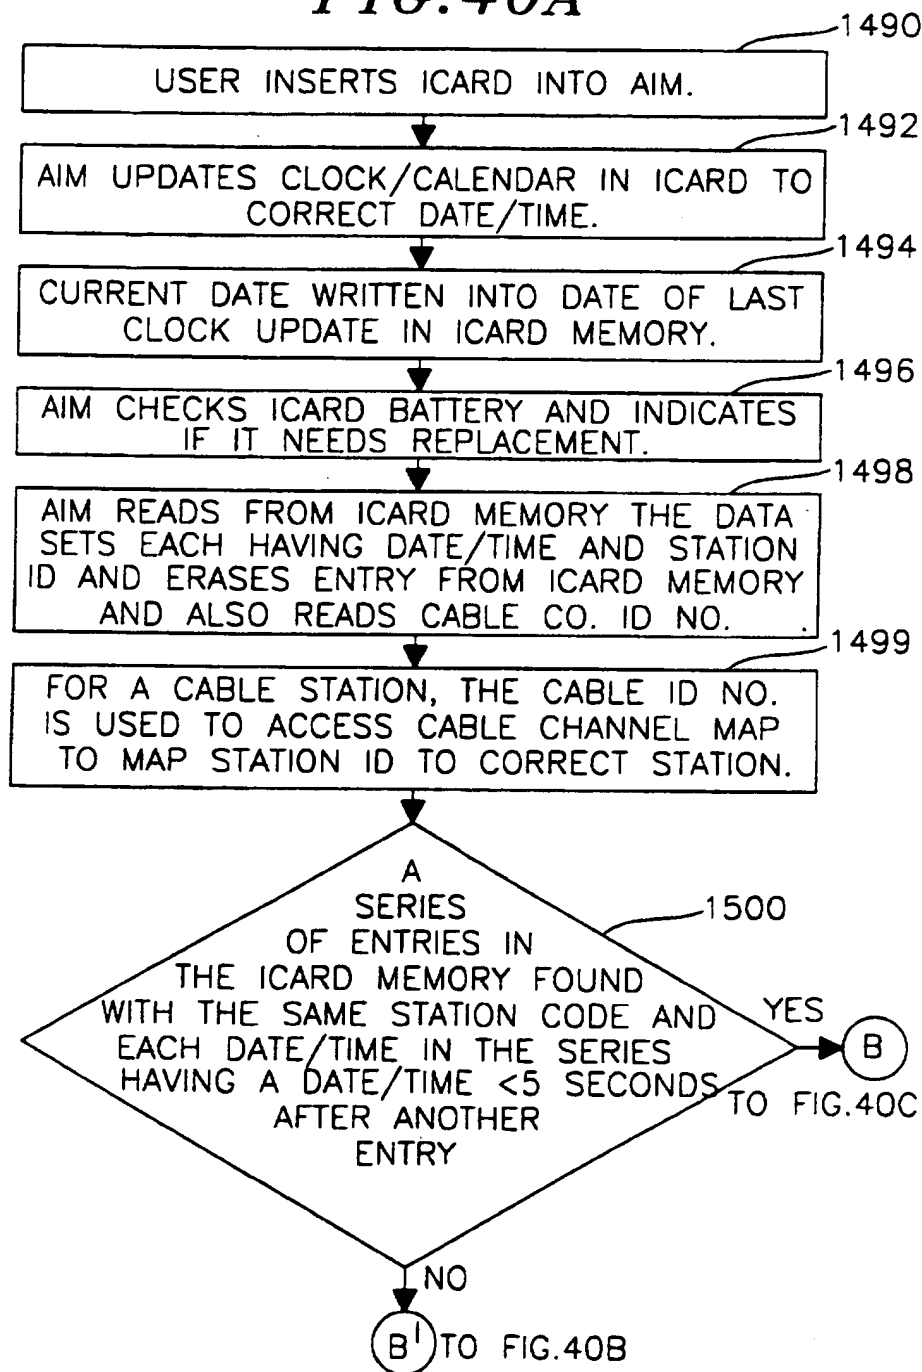 FIG.40A
1490
USER INSERTS ICARD INTO AIM.
1492
AIM UPDATES CLOCK/CALENDAR IN ICARD TO
CORRECT DATE/TIME.
1494
CURRENT DATE WRITTEN INTO DATE OF LAST
CLOCK UPDATE IN ICARD MEMORY.
1496
AIM CHECKS ICARD BATTERY AND INDICATES
IF IT NEEDS REPLACEMENT.
1498
AIM READS FROM ICARD MEMORY THE DATA
SETS EACH HAVING DATE/TIME AND STATION
ID AND ERASES ENTRY FROM ICARD MEMORY
AND ALSO READS CABLE CO. ID NO.
1499
FOR A CABLE STATION, THE CABLE ID NO.
IS USED TO ACCESS CABLE CHANNEL MAP
TO MAP STATION ID TO CORRECT STATION.
1500
A
SERIES
OF ENTRIES IN
THE ICARD MEMORY FOUND
WITH THE SAME STATION CODE AND
EACH DATE/TIME IN THE SERIES
HAVING A DATE/TIME <5 SECONDS
AFTER ANOTHER
ENTRY
YES
B
TO FIG.40C
NO
B' TO FIG.40B